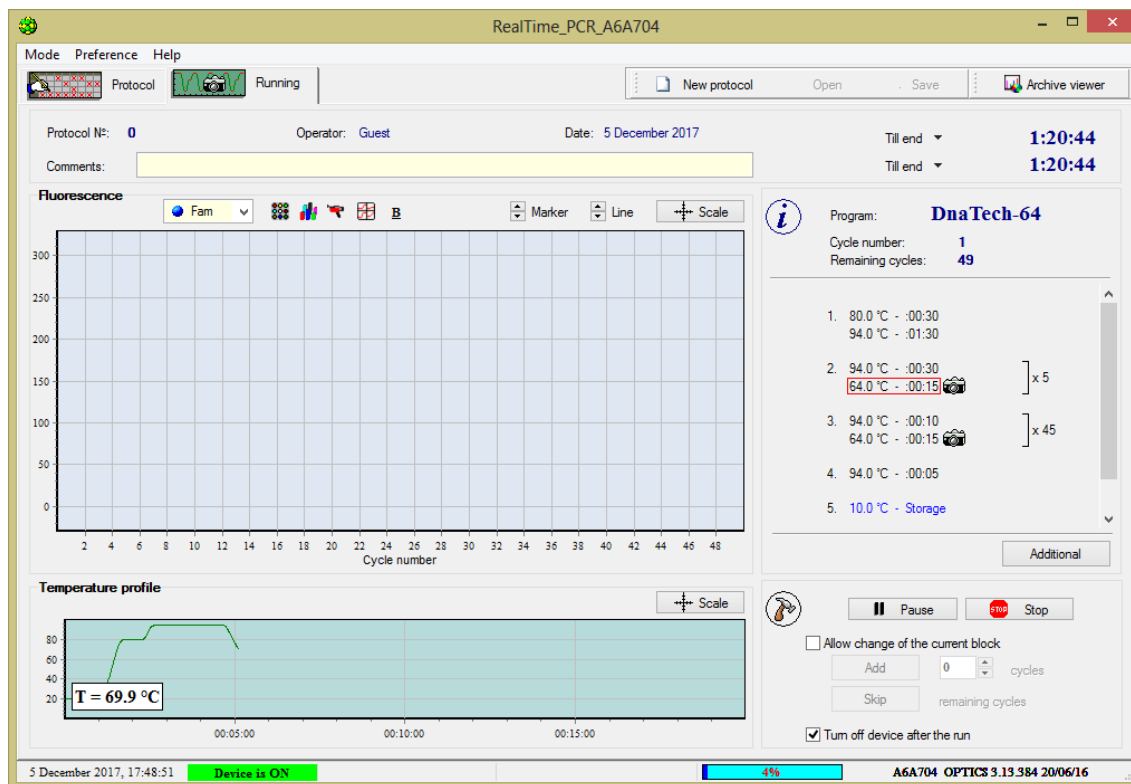 RealTime_PCR_A6A704
Mode Preference Help
Protocol Running New protocol Open Save Archive viewer
Protocol №: 0 Operator: Guest Date: 5 December 2017 Till end 1:20:44
Comments: Till end 1:20:44
Fluorescence
Fam B Marker Line Scale
300
250
200
150
100
50
0
2 4 6 8 10 12 14 16 18 20 22 24 26 28 30 32 34 36 38 40 42 44 46 48
Cycle number
i Program: DnaTech-64
Cycle number: 1
Remaining cycles: 49
1. 80.0 °C - :00:30
94.0 °C - :01:30
2. 94.0 °C - :00:30
64.0 °C - :00:15
x 5
3. 94.0 °C - :00:10
64.0 °C - :00:15
x 45
4. 94.0 °C - :00:05
5. 10.0 °C - Storage
Additional
Temperature profile
Scale
80
60
40
20
T = 69.9 °C
00:05:00 00:10:00 00:15:00
Pause STOP Stop
Allow change of the current block
Add 0 cycles
Skip remaining cycles
Turn off device after the run
5 December 2017, 17:48:51 Device is ON 4% A6A704 OPTICS 3.13.384 20/06/16